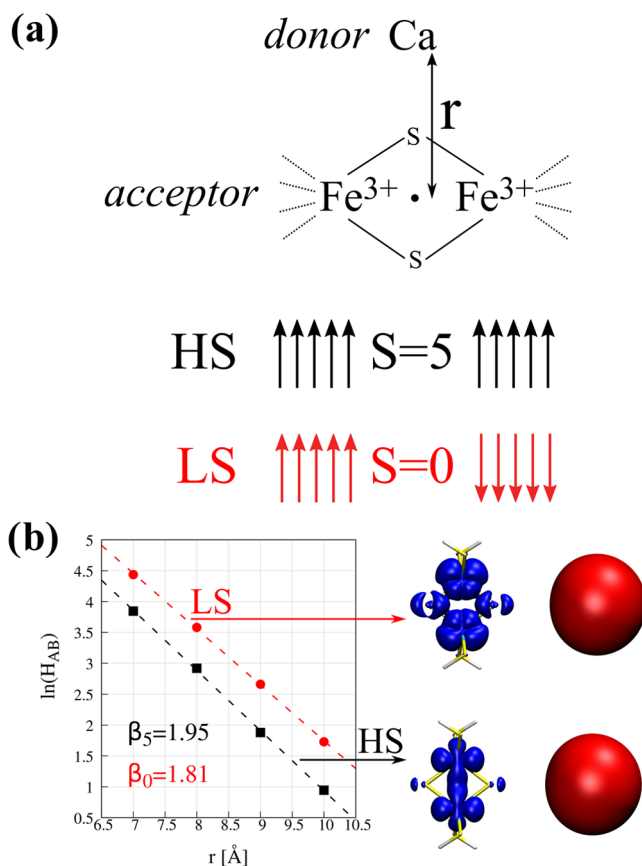 (a)
donor Ca
r
S
acceptor Fe³⁺ · Fe³⁺
S
HS S=5
LS S=0
(b)
ln(H_AB)
5
4.5
4
3.5
3
2.5
2
1.5
1
0.5
LS
HS
β₅=1.95
β₀=1.81
6.5 7 7.5 8 8.5 9 9.5 10 10.5
r [Å]